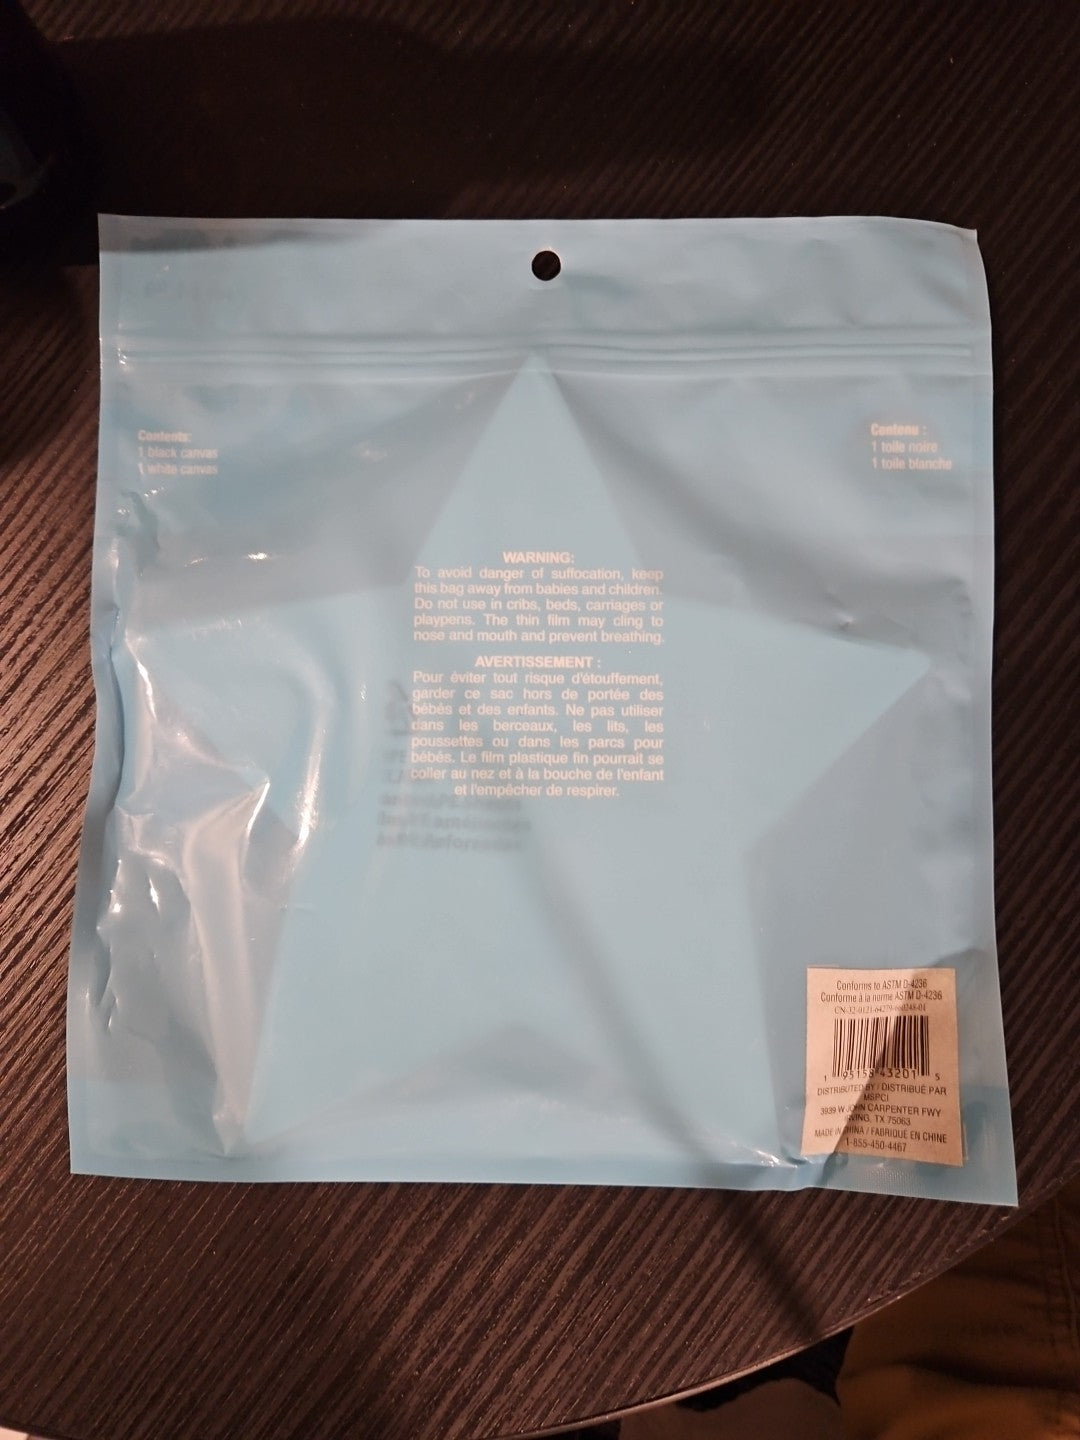 Contents:
1 black canvas
1 white canvas
Contenu :
1 toile noire
1 toile blanche
WARNING:
To avoid danger of suffocation, keep
this bag away from babies and children.
Do not use in cribs, beds, carriages or
playpens. The thin film may cling to
nose and mouth and prevent breathing.
AVERTISSEMENT :
Pour éviter tout risque d'étouffement,
garder ce sac hors de portée des
bébés et des enfants. Ne pas utiliser
dans les berceaux, les lits, les
poussettes ou dans les parcs pour
bébés. Le film plastique fin pourrait se
coller au nez et à la bouche de l'enfant
et l'empêcher de respirer.
Conforms to ASTM D-4236
Conforme à la norme ASTM D-4236
DISTRIBUTED BY / DISTRIBUÉ PAR
MSPCI
3939 W JOHN CARPENTER FWY
IRVING, TX 75063
MADE IN CHINA / FABRIQUÉ EN CHINE
1-855-450-4467